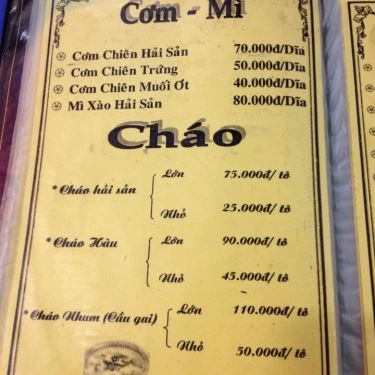 Cơm - Mì
Cơm Chiên Hải Sản 70.000đ/Dĩa
Cơm Chiên Trứng 50.000đ/Dĩa
Cơm Chiên Muối Ớt 40.000đ/Dĩa
Mì Xào Hải Sản 80.000đ/Dĩa
Cháo
*Cháo hải sản
Lớn 75.000đ/ tô
Nhỏ 25.000đ/ tô
*Cháo Hàu
Lớn 90.000đ/ tô
Nhỏ 45.000đ/ tô
*Cháo Nhum (Cầu gai)
Lớn 110.000đ/ tô
Nhỏ 50.000đ/ tô